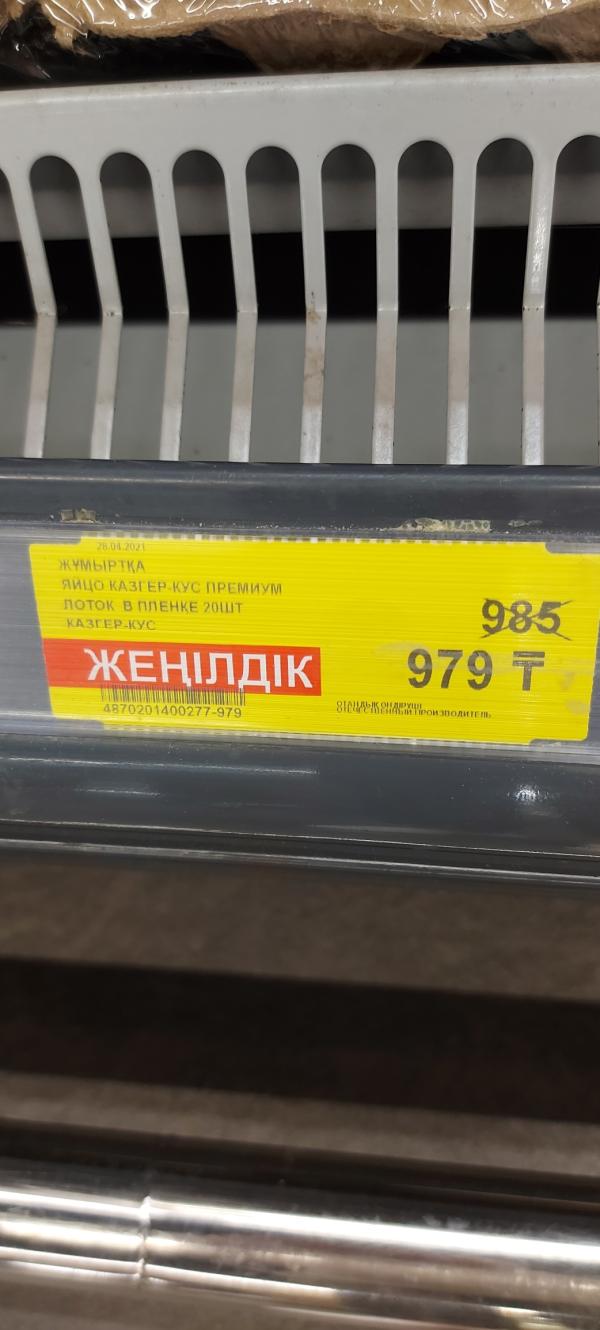 28.04.2021
ЖҰМЫРТҚА
ЯЙЦО КАЗГЕР-КУС ПРЕМИУМ
ЛОТОК В ПЛЕНКЕ 20ШТ
КАЗГЕР-КУС
985
ЖЕҢІЛДІК
979 ₸
4870201400277-979
ОТАНДЫҚ ӨНДІРУШІ
ОТЕЧЕСТВЕННЫЙ ПРОИЗВОДИТЕЛЬ